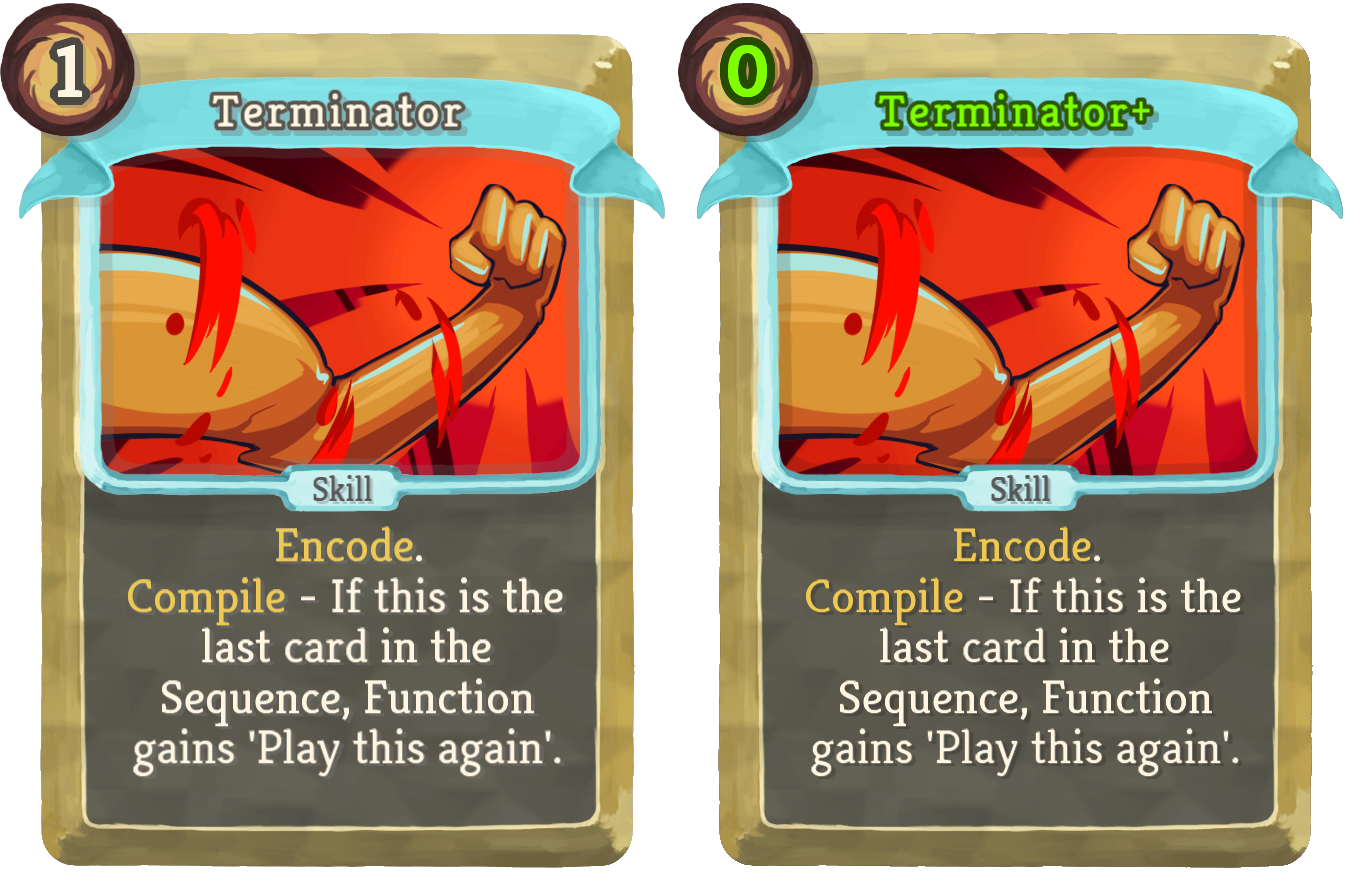 1
Terminator
Skill
Encode.
Compile - If this is the
last card in the
Sequence, Function
gains 'Play this again'.
0
Terminator+
Skill
Encode.
Compile - If this is the
last card in the
Sequence, Function
gains 'Play this again'.